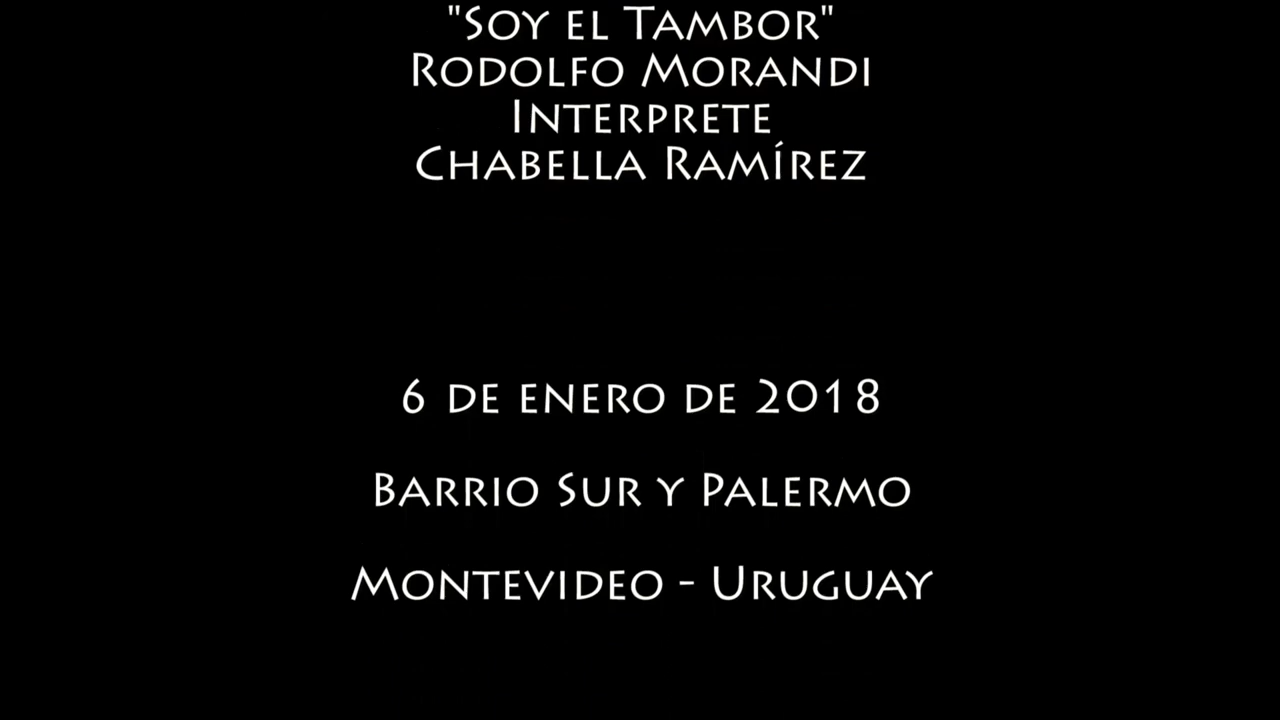 "Soy el Tambor"
Rodolfo Morandi
Interprete
Chabella Ramírez
6 de enero de 2018
Barrio Sur y Palermo
Montevideo - Uruguay